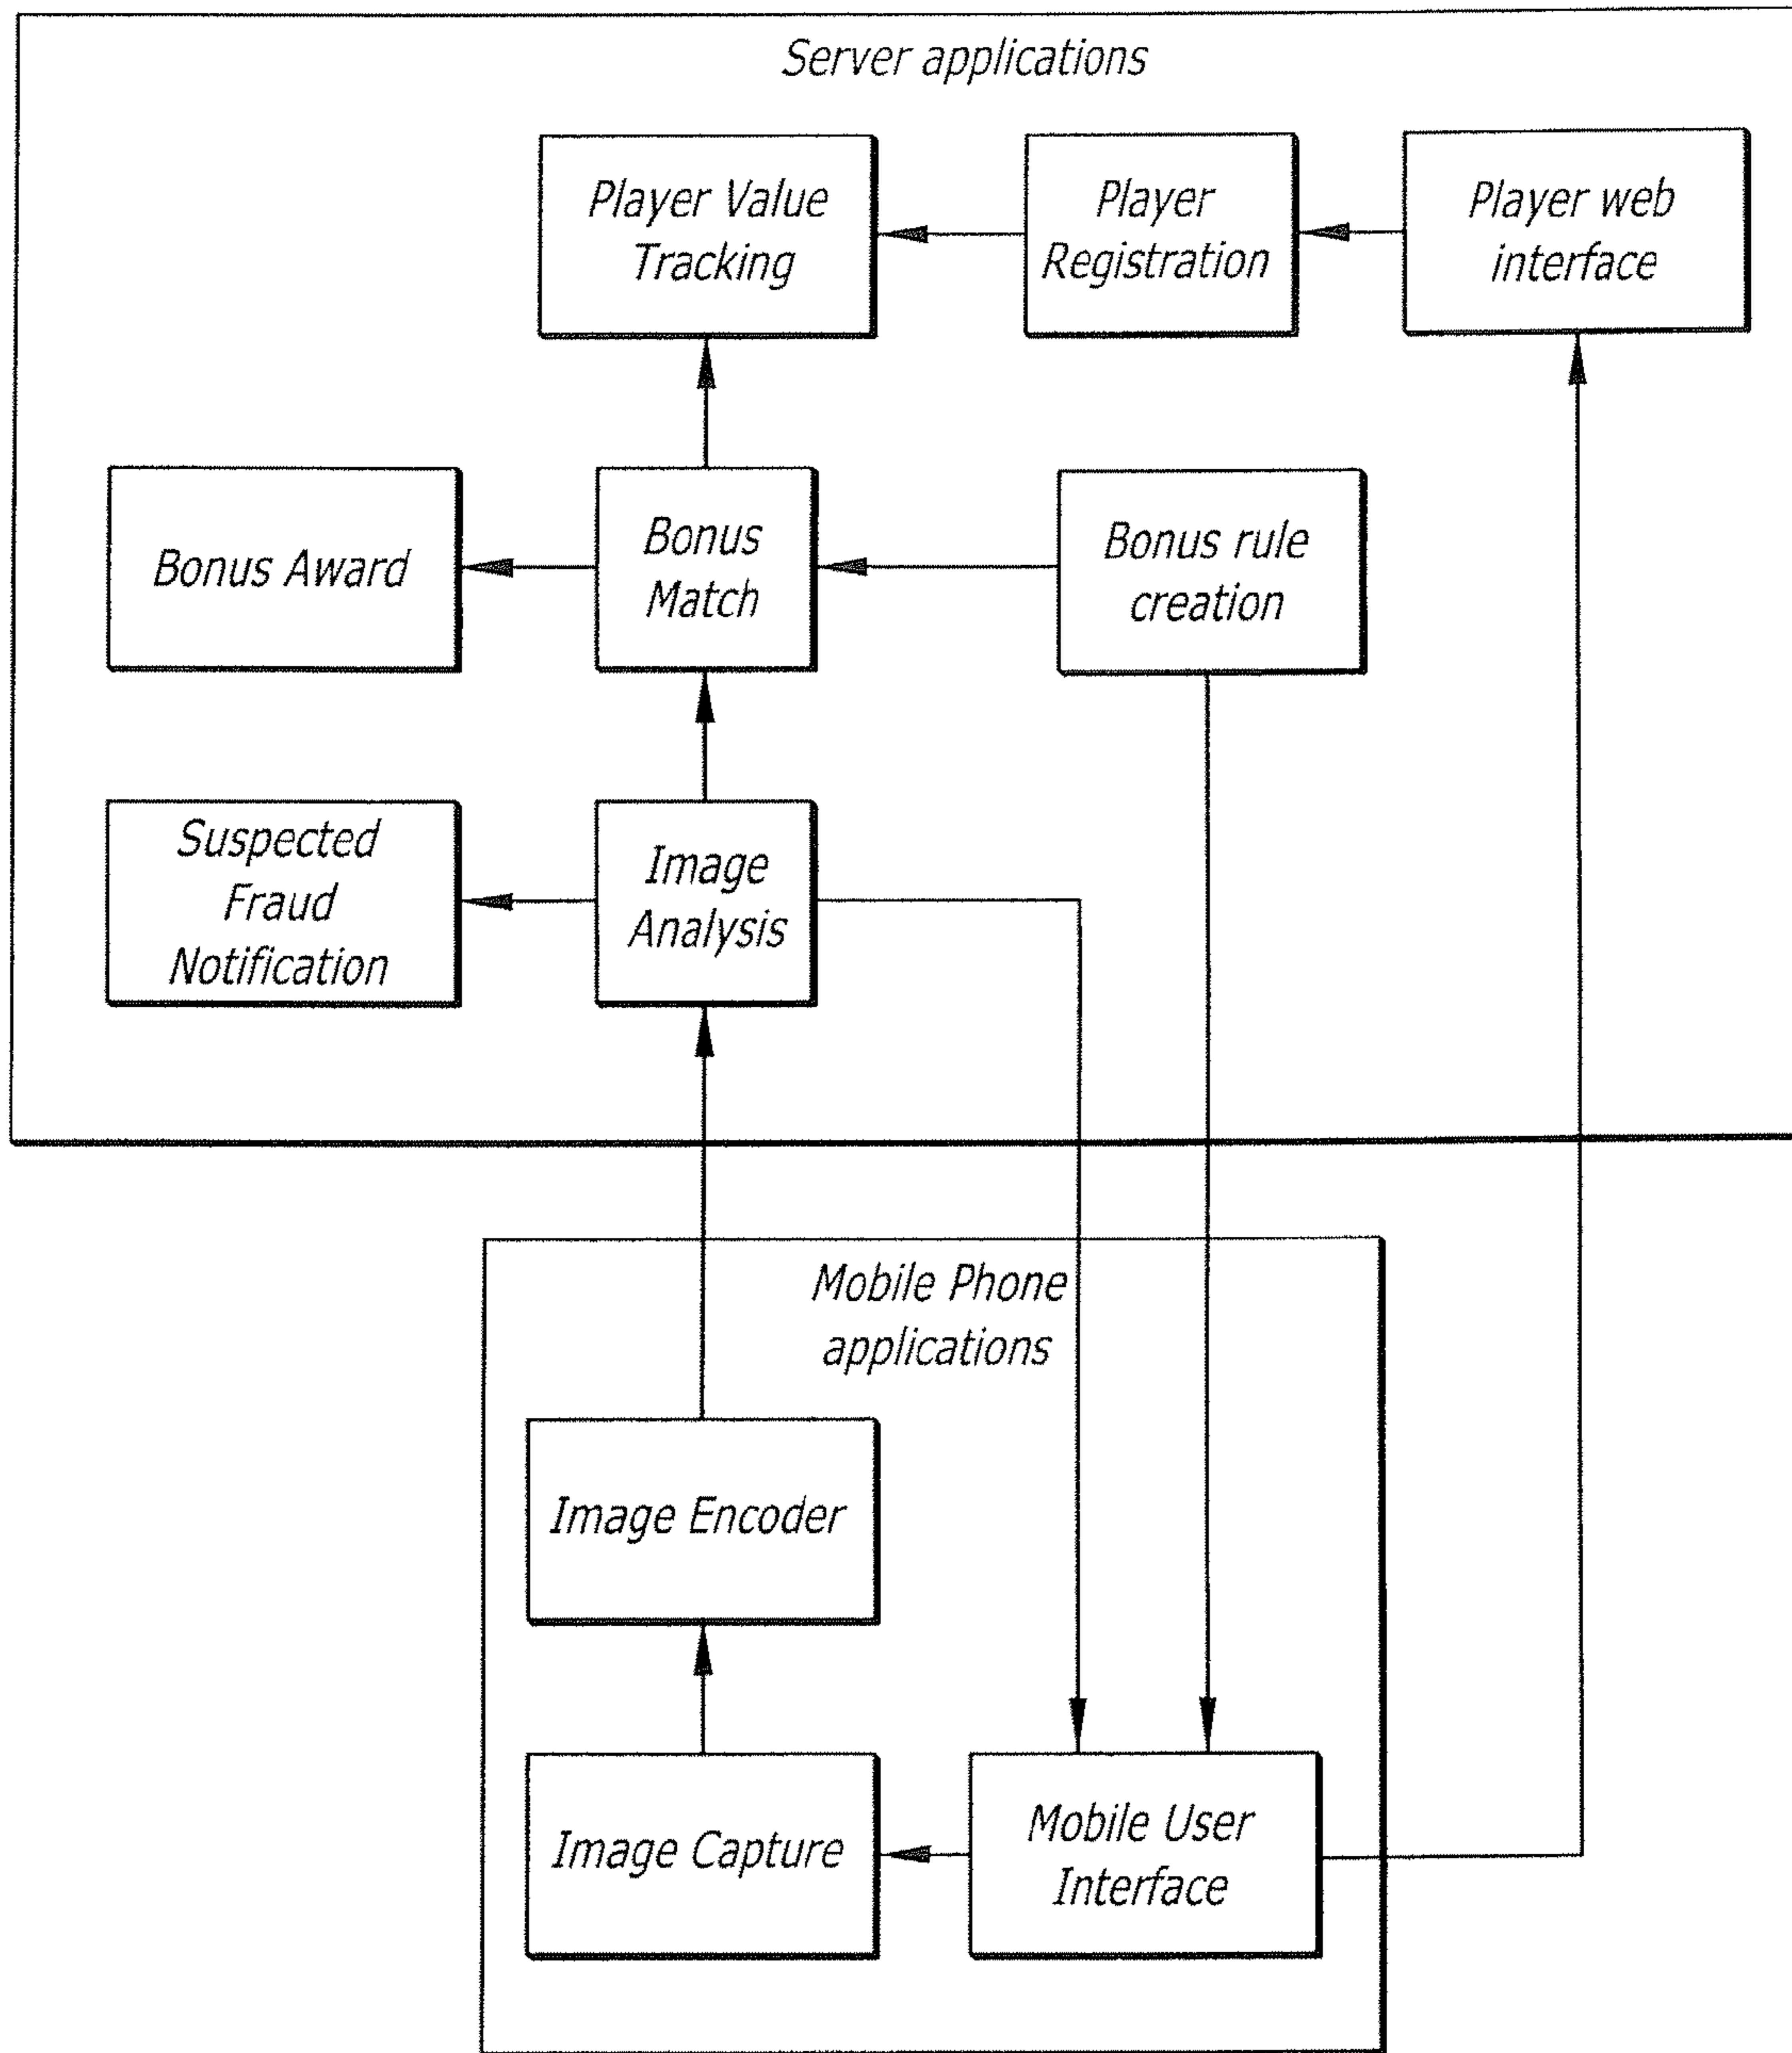 Server applications
Player Value
Tracking
Player
Registration
Player web
interface
Bonus Award
Bonus
Match
Bonus rule
creation
Suspected
Fraud
Notification
Image
Analysis
Mobile Phone
applications
Image Encoder
Image Capture
Mobile User
Interface